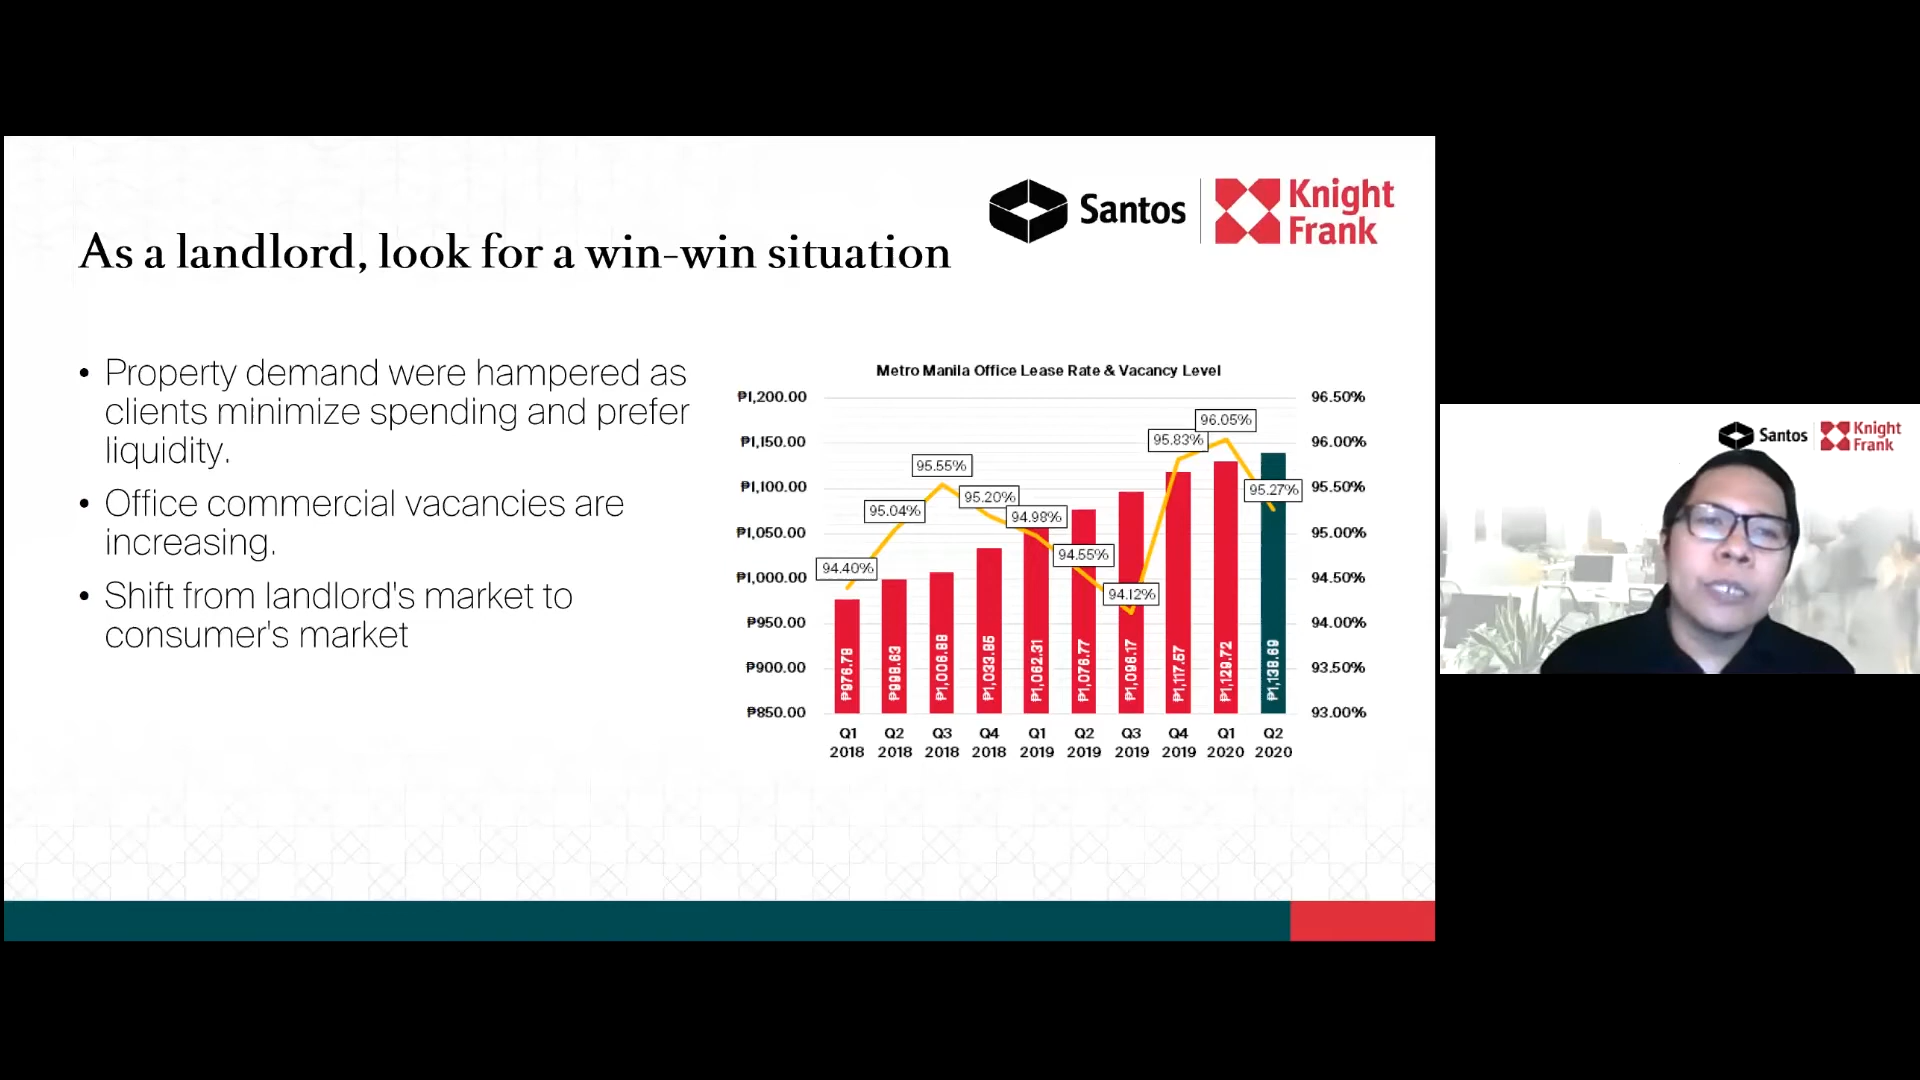 Santos
Knight
Frank
As a landlord, look for a win-win situation
• Property demand were hampered as
clients minimize spending and prefer
liquidity.
• Office commercial vacancies are
increasing.
• Shift from landlord's market to
consumer's market
Metro Manila Office Lease Rate & Vacancy Level
₱1,200.00
₱1,150.00
₱1,100.00
₱1,050.00
₱1,000.00
₱950.00
₱900.00
₱850.00
96.50%
96.00%
95.50%
95.00%
94.50%
94.00%
93.50%
93.00%
94.40%
95.04%
95.55%
95.20%
94.98%
94.55%
94.12%
95.83%
96.05%
95.27%
₱976.78
₱998.63
₱1,006.88
₱1,033.85
₱1,062.31
₱1,076.77
₱1,096.17
₱1,117.57
₱1,129.72
₱1,138.69
Q1 Q2 Q3 Q4 Q1 Q2 Q3 Q4 Q1 Q2
2018 2018 2018 2018 2019 2019 2019 2019 2020 2020
Santos
Knight
Frank